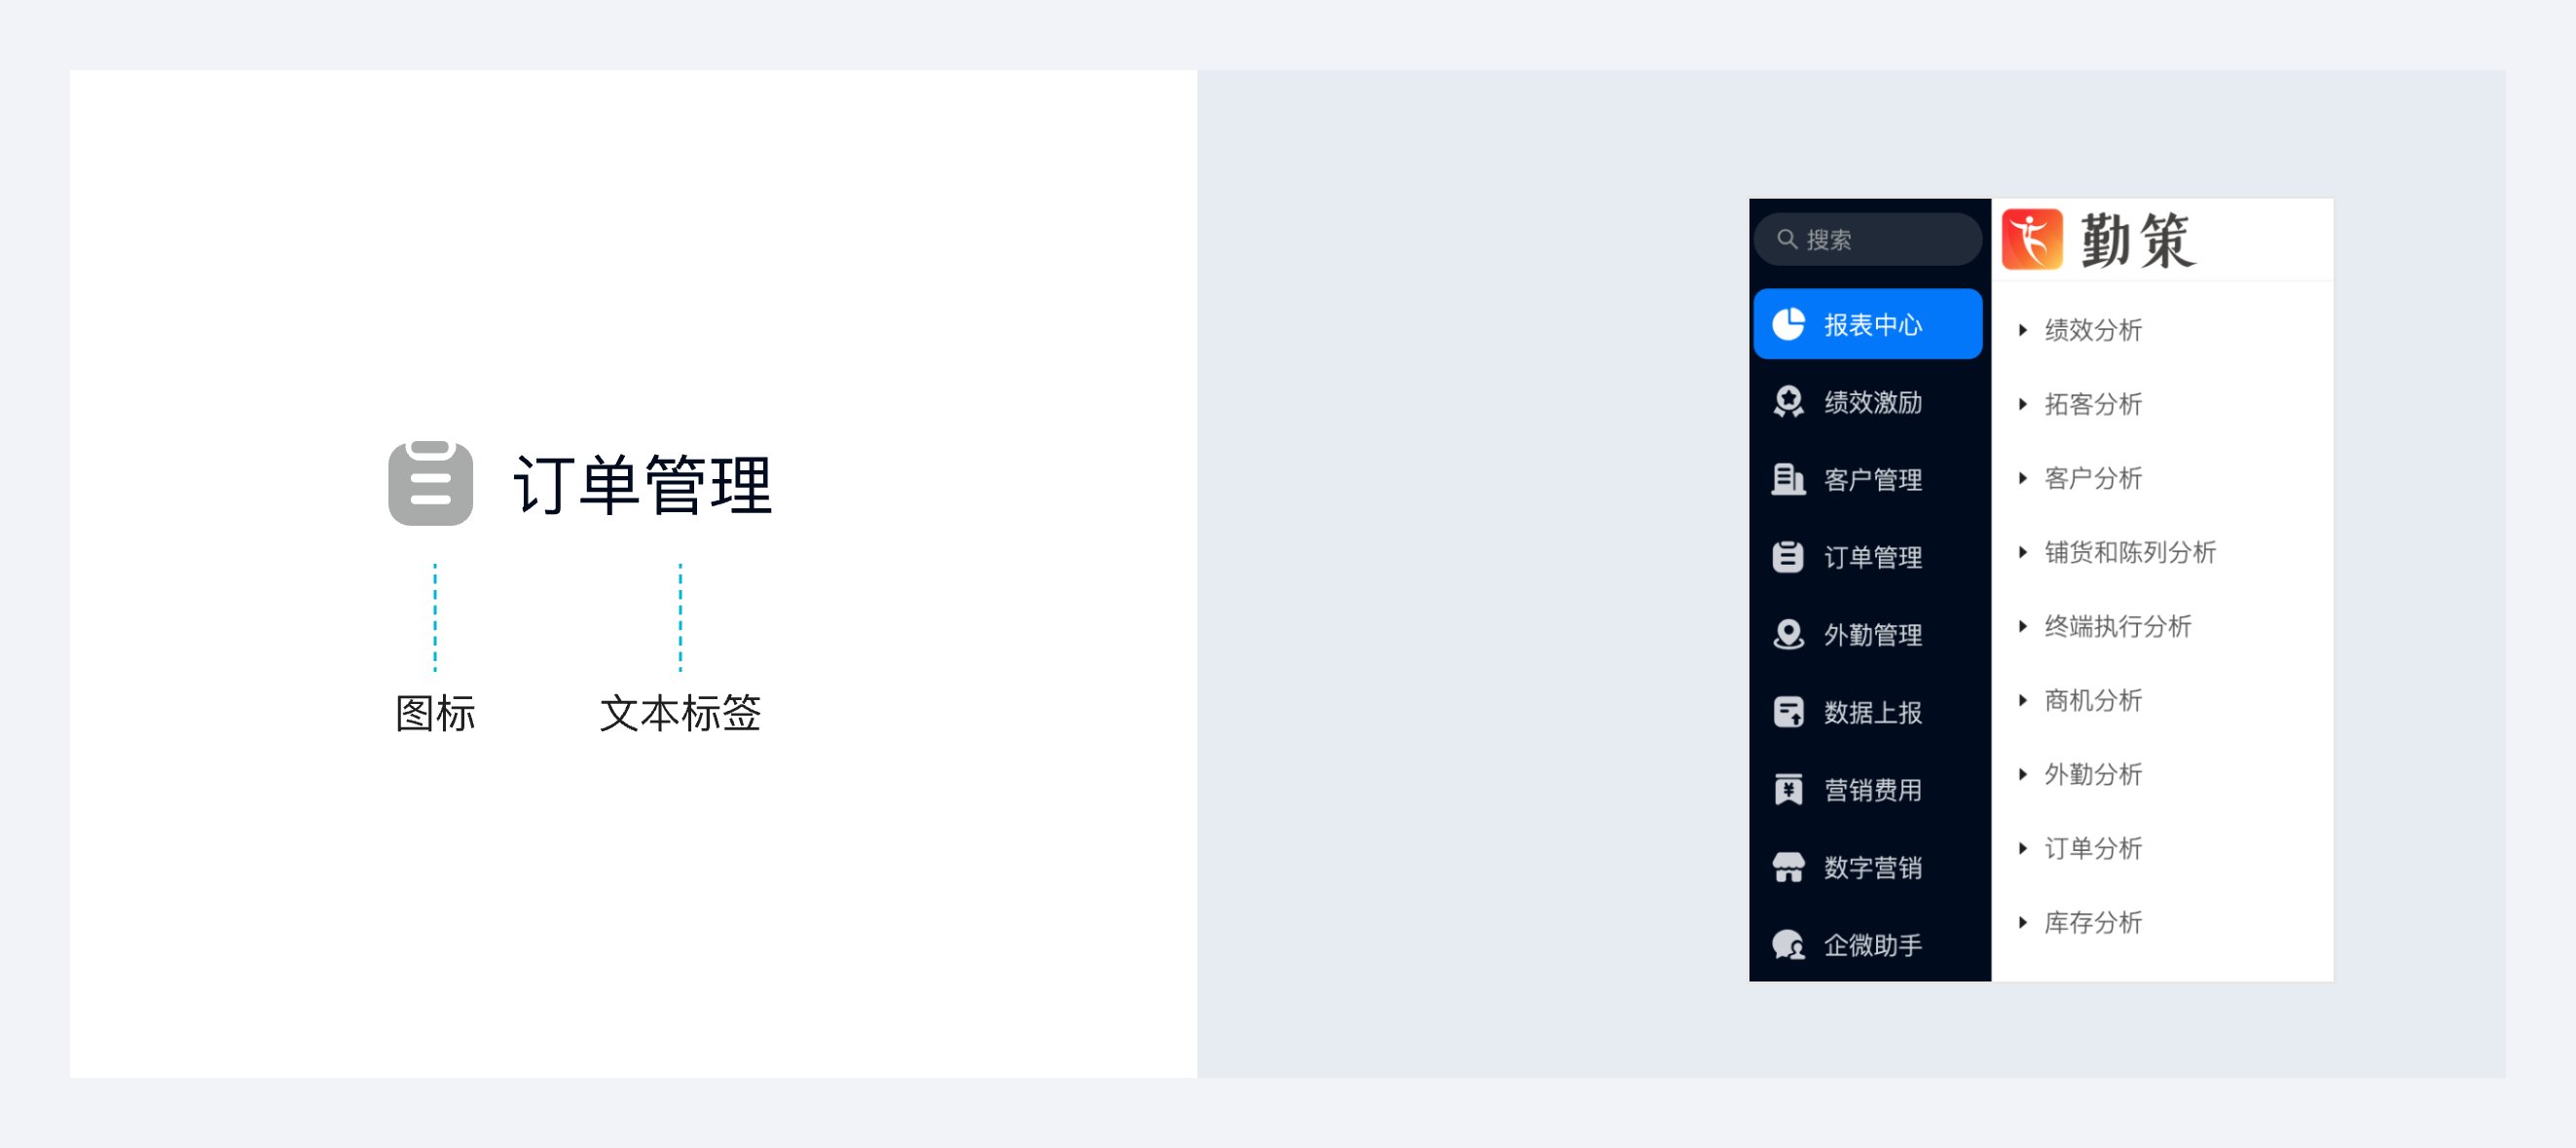 订单管理
图标
文本标签
搜索
报表中心
绩效激励
客户管理
订单管理
外勤管理
数据上报
¥
营销费用
数字营销
企微助手
勤策
绩效分析
拓客分析
客户分析
铺货和陈列分析
终端执行分析
商机分析
外勤分析
订单分析
库存分析